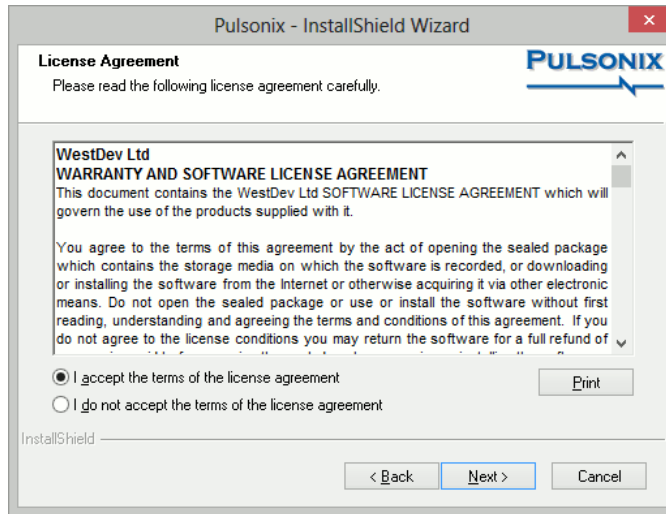 Pulsonix - InstallShield Wizard
License Agreement
Please read the following license agreement carefully.
PULSONIX
WestDev Ltd
WARRANTY AND SOFTWARE LICENSE AGREEMENT
This document contains the WestDev Ltd SOFTWARE LICENSE AGREEMENT which will
govern the use of the products supplied with it.
You agree to the terms of this agreement by the act of opening the sealed package
which contains the storage media on which the software is recorded, or downloading
or installing the software from the Internet or otherwise acquiring it via other electronic
means. Do not open the sealed package or use or install the software without first
reading, understanding and agreeing the terms and conditions of this agreement. If you
do not agree to the license conditions you may return the software for a full refund of
I accept the terms of the license agreement
Print
I do not accept the terms of the license agreement
InstallShield
< Back
Next >
Cancel